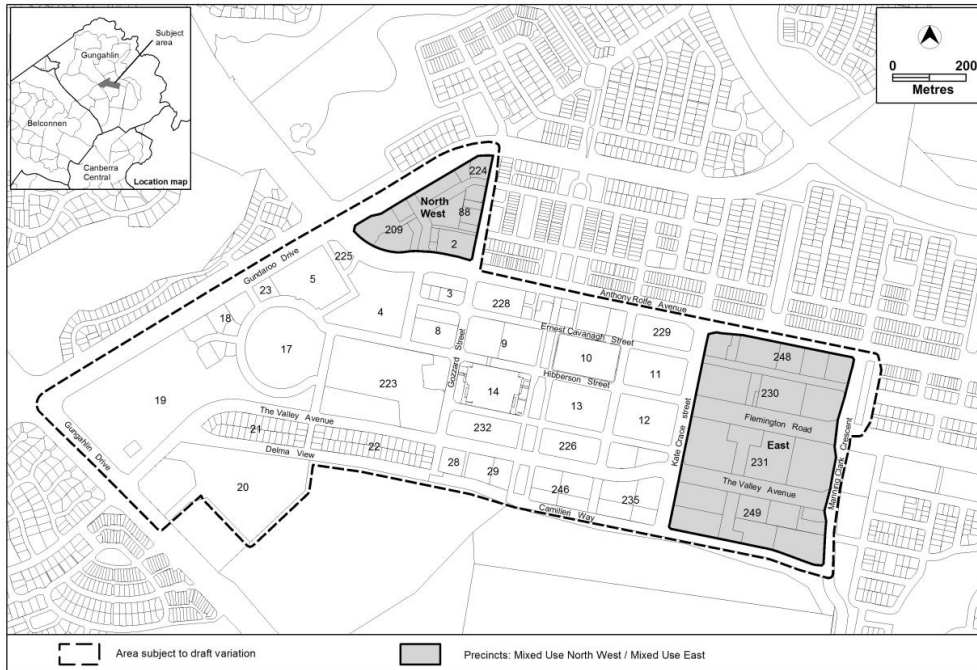 Subject
area
Gungahlin
Belconnen
Canberra
Central
Location map
0 200
Metres
224
North
West
88
209
2
Gundaroo Drive
225
5
23
3
228
Anthony Rolfe Avenue
18
4
Ernest Cavanagh Street
229
248
8
Gozzard Street
9
10
17
Hibberson Street
11
230
223
14
13
12
Kate Crace street
Flemington Road
19
The Valley Avenue
232
226
East
Manning Clark Crescent
21
22
231
Delma View
Gungahlin Drive
28
29
The Valley Avenue
20
246
235
249
Camilleri Way
Area subject to draft variation
Precincts: Mixed Use North West / Mixed Use East